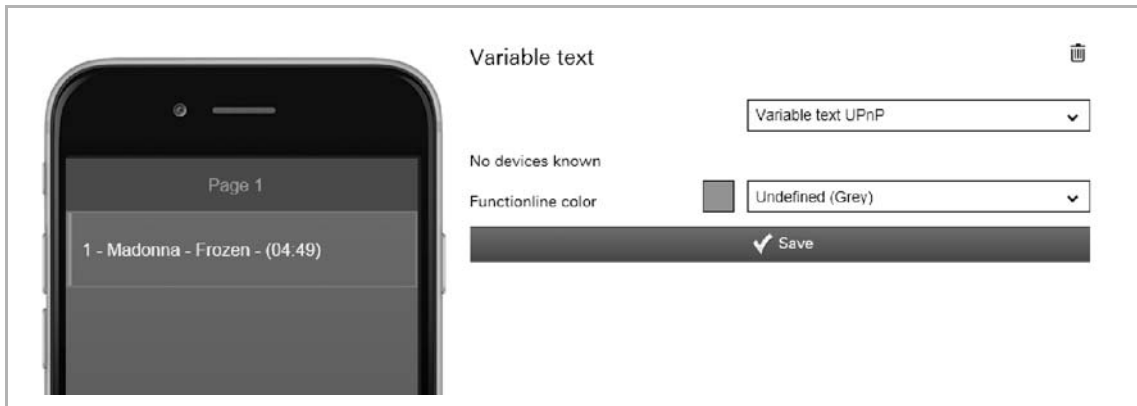 Variable text
Variable text UPnP
No devices known
Functionline color
Undefined (Grey)
Save
Page 1
1 - Madonna - Frozen - (04.49)